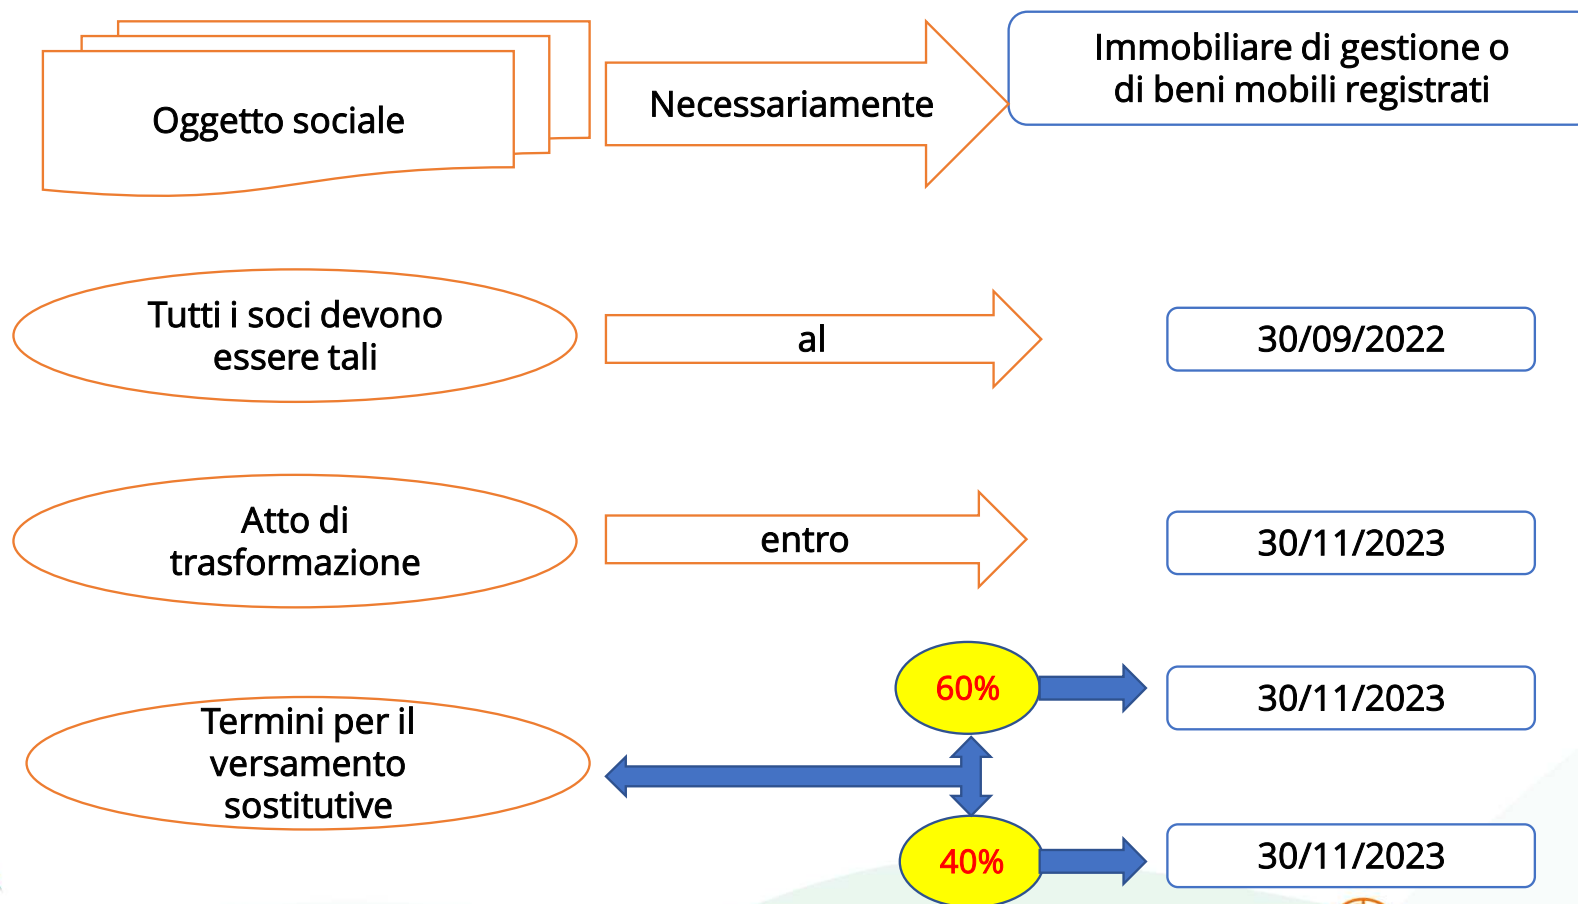 Oggetto sociale
Necessariamente
Immobiliare di gestione o
di beni mobili registrati
Tutti i soci devono
essere tali
al
30/09/2022
Atto di
trasformazione
entro
30/11/2023
Termini per il
versamento
sostitutive
60%
30/11/2023
40%
30/11/2023